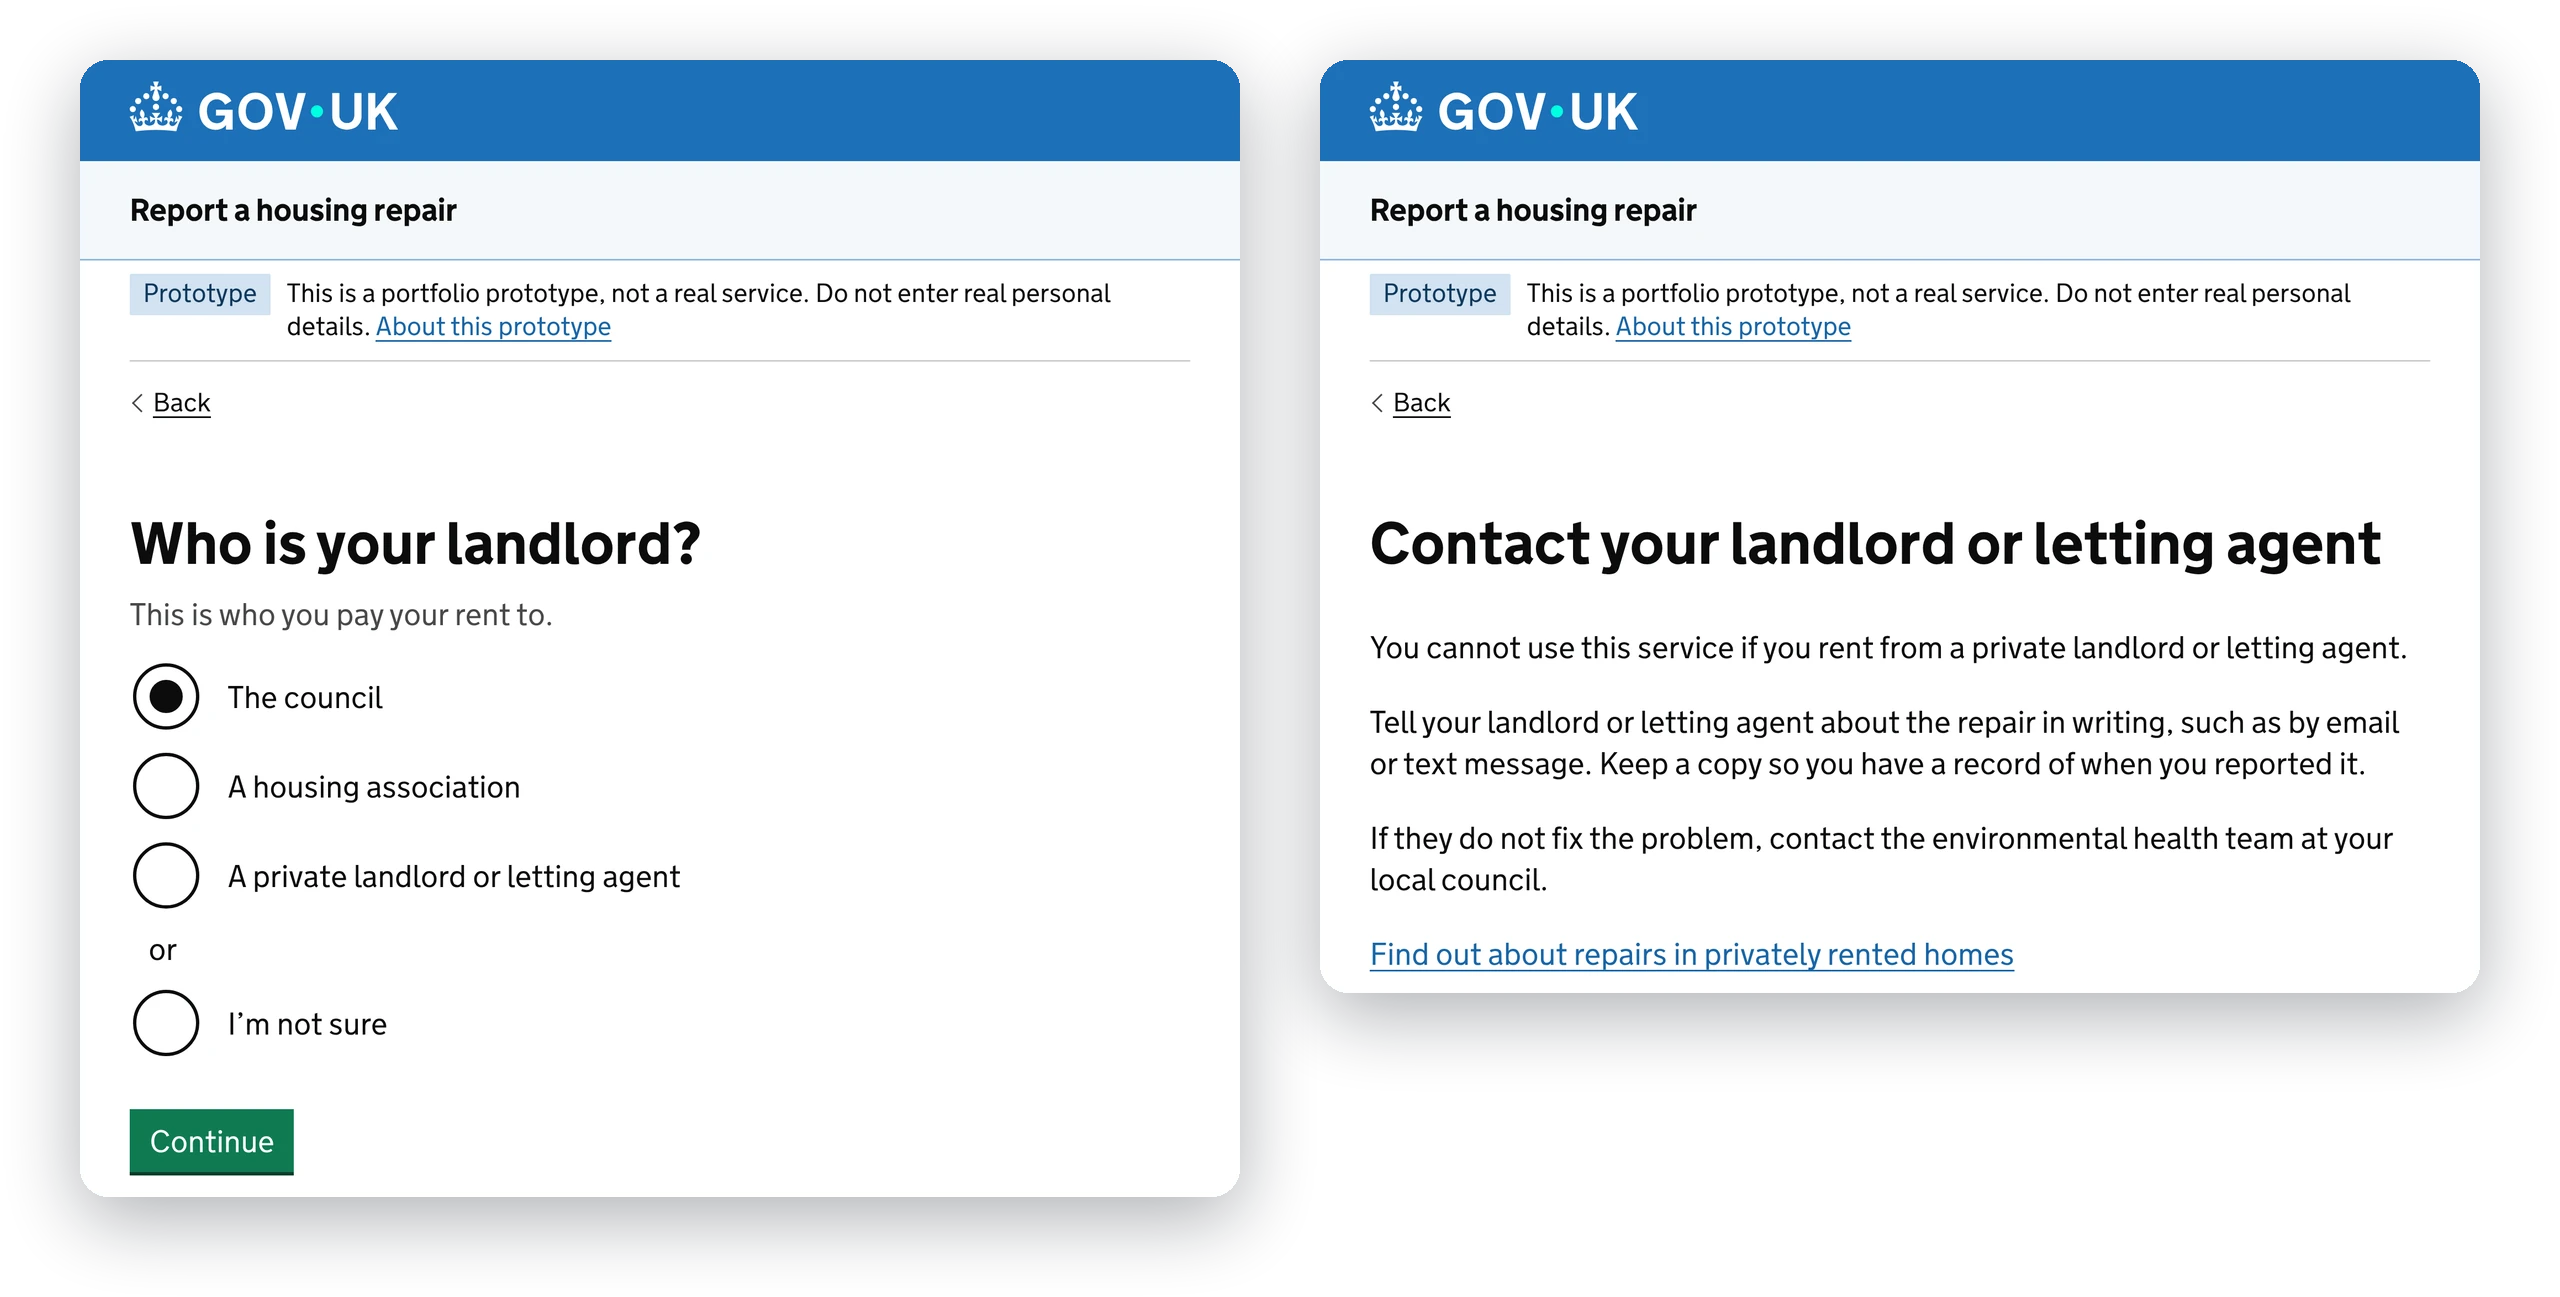 GOV·UK
Report a housing repair
Prototype
This is a portfolio prototype, not a real service. Do not enter real personal
details. About this prototype
Back
Who is your landlord?
This is who you pay your rent to.
The council
A housing association
A private landlord or letting agent
or
I’m not sure
Continue
GOV·UK
Report a housing repair
Prototype
This is a portfolio prototype, not a real service. Do not enter real personal
details. About this prototype
Back
Contact your landlord or letting agent
You cannot use this service if you rent from a private landlord or letting agent.
Tell your landlord or letting agent about the repair in writing, such as by email
or text message. Keep a copy so you have a record of when you reported it.
If they do not fix the problem, contact the environmental health team at your
local council.
Find out about repairs in privately rented homes